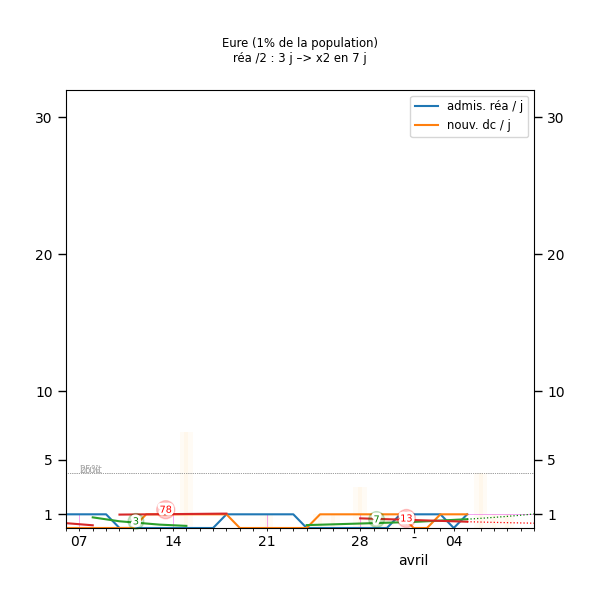 Eure (1% de la population)
réa /2 : 3 j –> x2 en 7 j
admis. réa / j
nouv. dc / j
30 30
20 20
10 10
5 5
1 1
78
3
7
13
07 14 21 28 - 04
avril